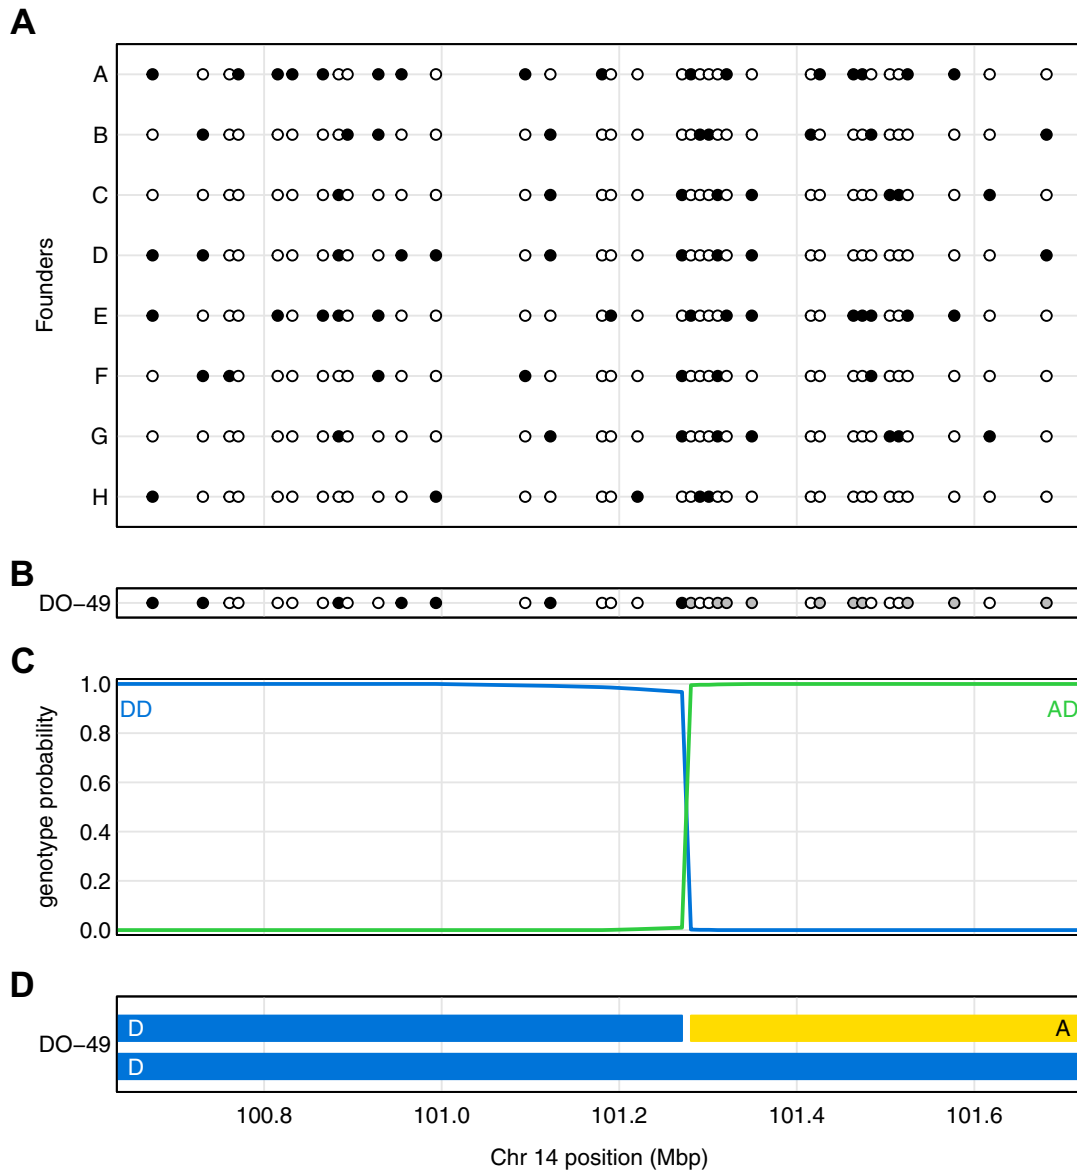 A
A
B
C
D
E
F
G
H
Founders
B
DO−49
C
1.0
0.8
0.6
0.4
0.2
0.0
genotype probability
DD
AD
D
DO−49
D
A
D
100.8 101.0 101.2 101.4 101.6
Chr 14 position (Mbp)